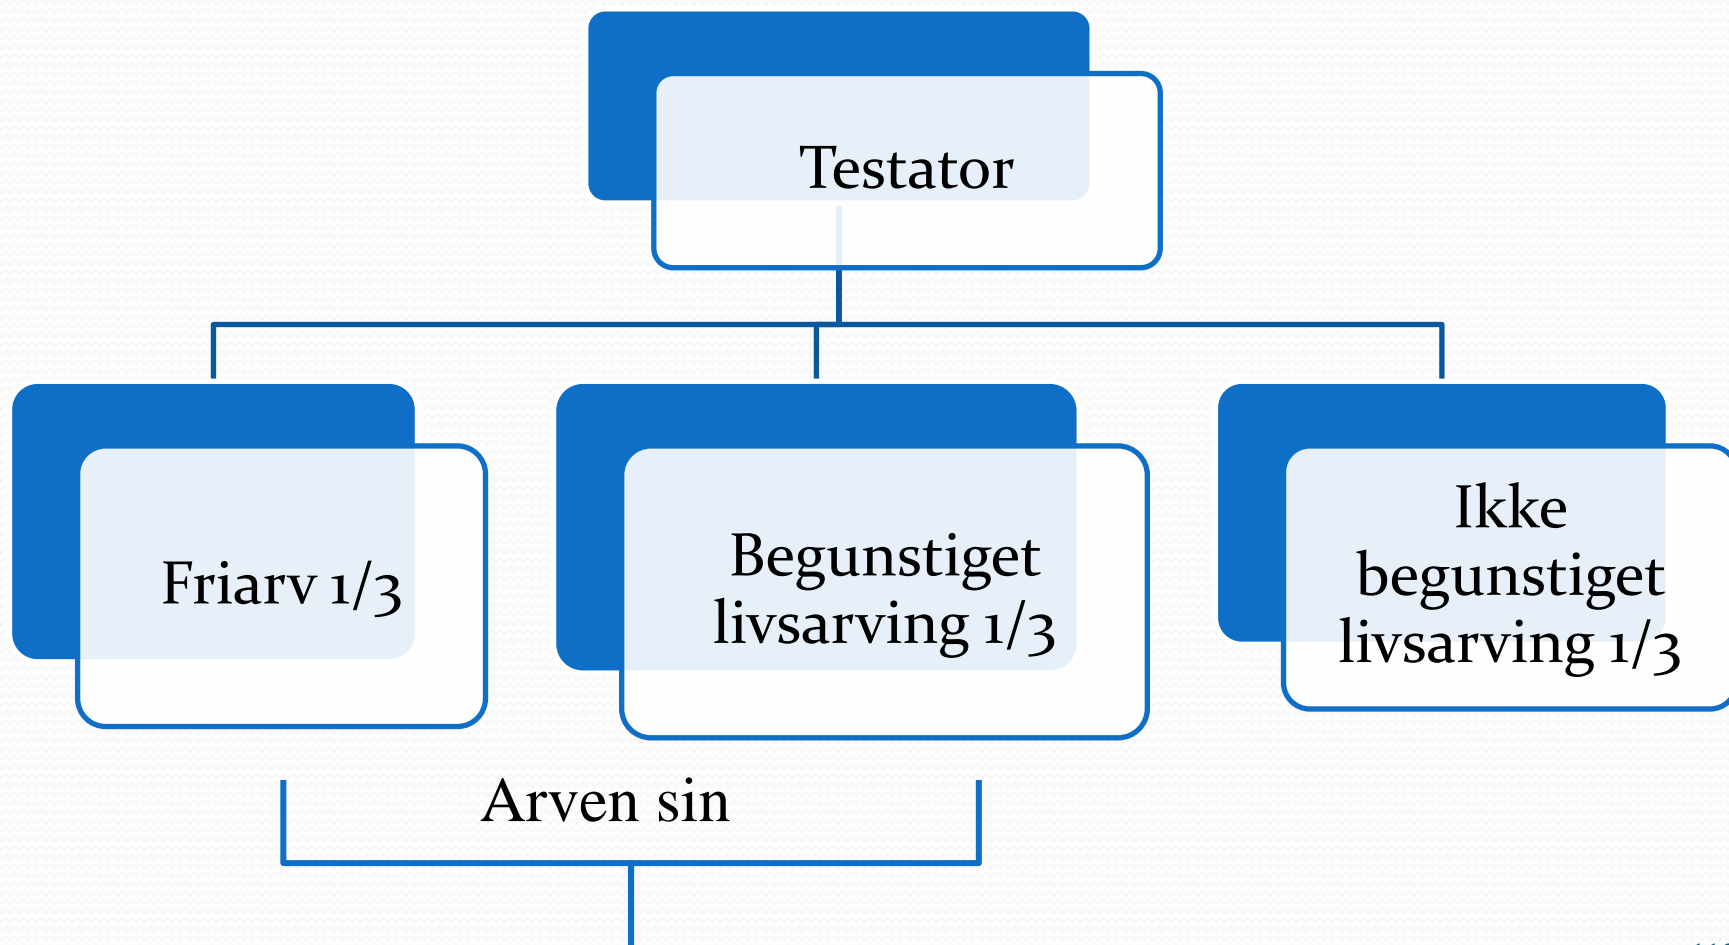 Testator
Friarv 1/3
Begunstiget
livsarving 1/3
Ikke
begunstiget
livsarving 1/3
Arven sin